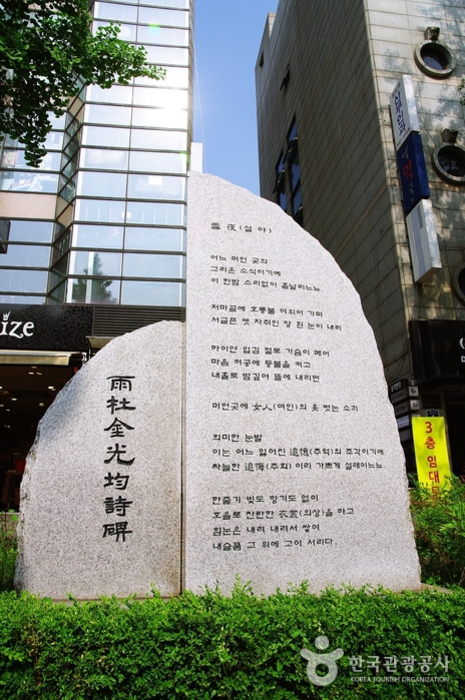 雨杜金光均詩碑
雪夜(설야)
어느 머언 곳의
그리운 소식이기에
이 한밤 소리없이 흩날리느뇨
처마끝에 호롱불 여위어 가며
서글픈 옛 자취인 양 흰 눈이 내려
하이얀 입김 절로 가슴이 메어
마음 허공에 등불을 켜고
내홀로 밤깊어 뜰에 내리면
머언곳에 女人(여인)의 옷 벗는 소리
희미한 눈발
이는 어느 잃어진 追憶(추억)의 조각이기에
싸늘한 追悔(추회) 이리 가쁘게 설레이느뇨
한줄기 빛도 향기도 없이
호올로 찬란한 衣裳(의상)을 하고
흰눈은 내려 내려서 쌓여
내슬픔 그 위에 고이 서리다.
3층 임대
한국관광공사
KOREA TOURISM ORGANIZATION